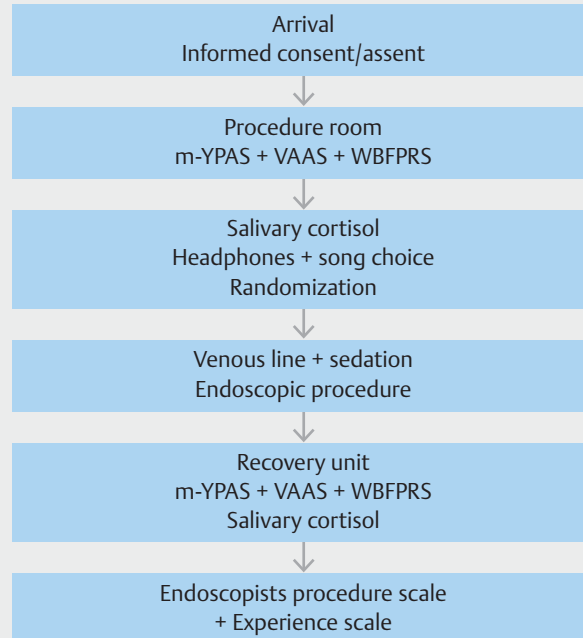 Arrival
Informed consent/assent
Procedure room
m-YPAS + VAAS + WBFPRS
Salivary cortisol
Headphones + song choice
Randomization
Venous line + sedation
Endoscopic procedure
Recovery unit
m-YPAS + VAAS + WBFPRS
Salivary cortisol
Endoscopists procedure scale
+ Experience scale